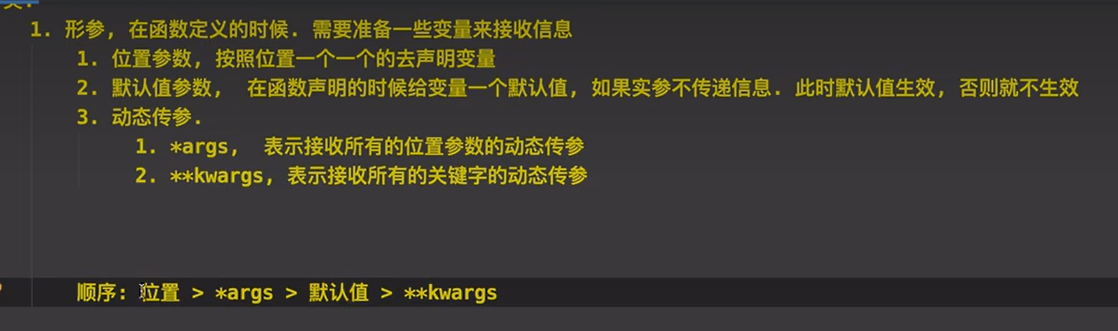 类:
1. 形参, 在函数定义的时候. 需要准备一些变量来接收信息
1. 位置参数, 按照位置一个一个的去声明变量
2. 默认值参数, 在函数声明的时候给变量一个默认值, 如果实参不传递信息. 此时默认值生效, 否则就不生效
3. 动态传参.
1. *args, 表示接收所有的位置参数的动态传参
2. **kwargs, 表示接收所有的关键字的动态传参
顺序: 位置 > *args > 默认值 > **kwargs